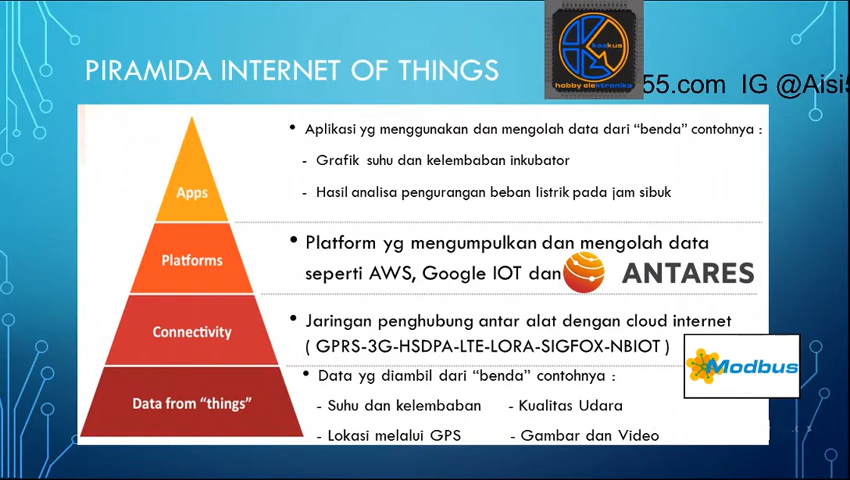 kaskus
hobby elektronika
55.com IG @Aisi5
PIRAMIDA INTERNET OF THINGS
Apps
• Aplikasi yg menggunakan dan mengolah data dari “benda” contohnya :
- Grafik suhu dan kelembaban inkubator
- Hasil analisa pengurangan beban listrik pada jam sibuk
Platforms
• Platform yg mengumpulkan dan mengolah data
seperti AWS, Google IOT dan ANTARES
Connectivity
• Jaringan penghubung antar alat dengan cloud internet
( GPRS-3G-HSDPA-LTE-LORA-SIGFOX-NBIOT )
Modbus
Data from “things”
• Data yg diambil dari “benda” contohnya :
- Suhu dan kelembaban - Kualitas Udara
- Lokasi melalui GPS - Gambar dan Video